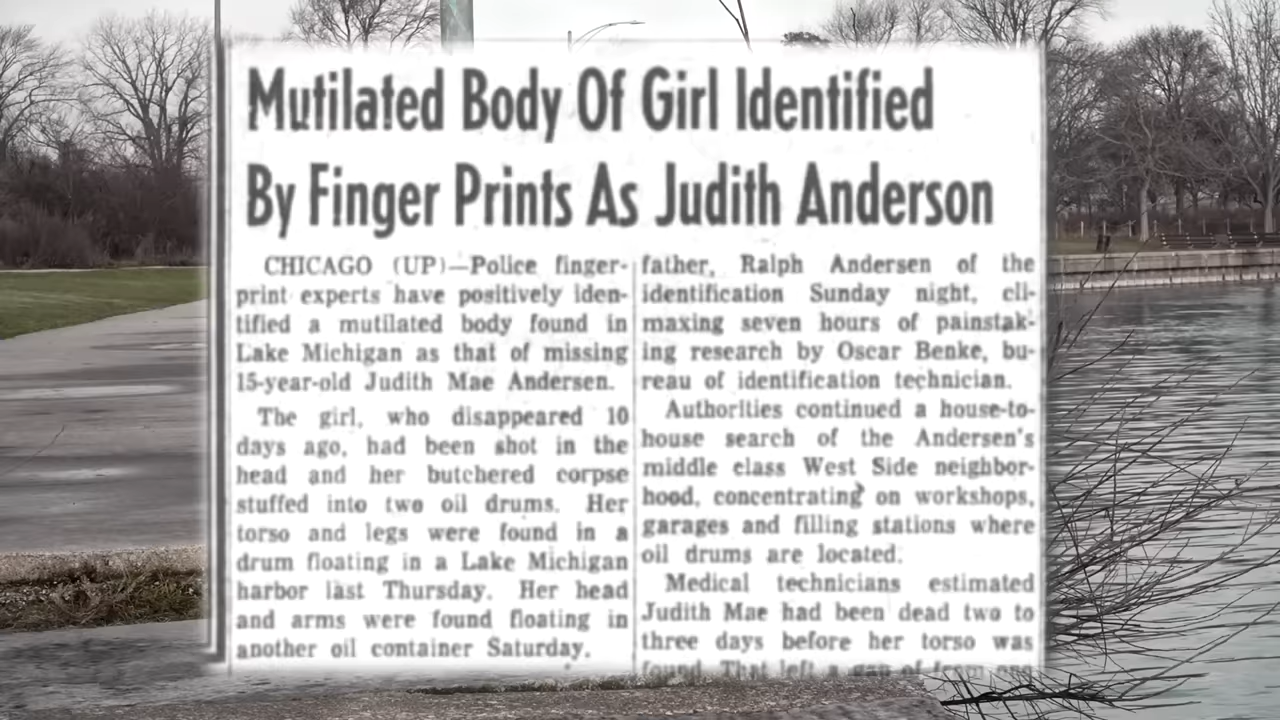 Mutilated Body Of Girl Identified
By Finger Prints As Judith Anderson
CHICAGO (UP)—Police finger-
print experts have positively iden-
tified a mutilated body found in
Lake Michigan as that of missing
15-year-old Judith Mae Andersen.
The girl, who disappeared 10
days ago, had been shot in the
head and her butchered corpse
stuffed into two oil drums. Her
torso and legs were found in a
drum floating in a Lake Michigan
harbor last Thursday. Her head
and arms were found floating in
another oil container Saturday.
father, Ralph Andersen of the
identification Sunday night, cli-
maxing seven hours of painstak-
ing research by Oscar Benke, bu-
reau of identification technician.
Authorities continued a house-to-
house search of the Andersen's
middle class West Side neighbor-
hood, concentrating on workshops,
garages and filling stations where
oil drums are located.
Medical technicians estimated
Judith Mae had been dead two to
three days before her torso was
found. That left a gap of from one